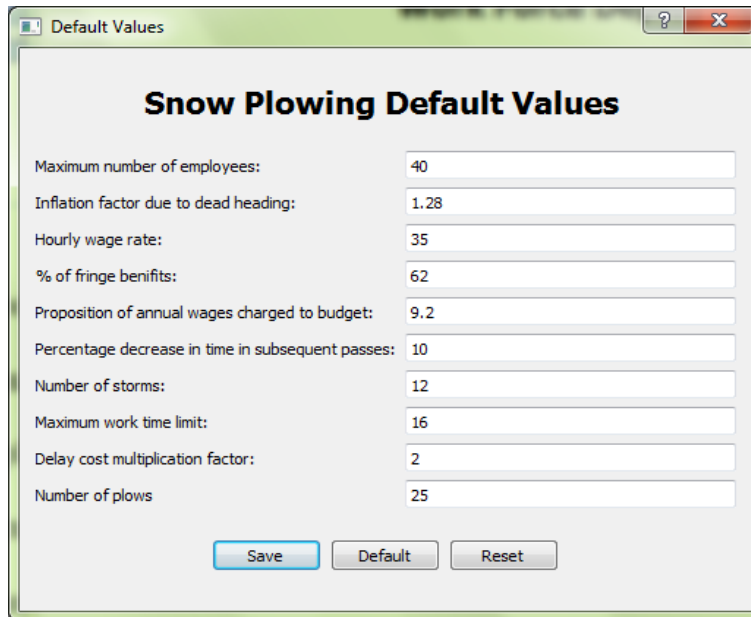 Default Values
Snow Plowing Default Values
Maximum number of employees: 40
Inflation factor due to dead heading: 1.28
Hourly wage rate: 35
% of fringe benifits: 62
Proposition of annual wages charged to budget: 9.2
Percentage decrease in time in subsequent passes: 10
Number of storms: 12
Maximum work time limit: 16
Delay cost multiplication factor: 2
Number of plows 25
Save Default Reset